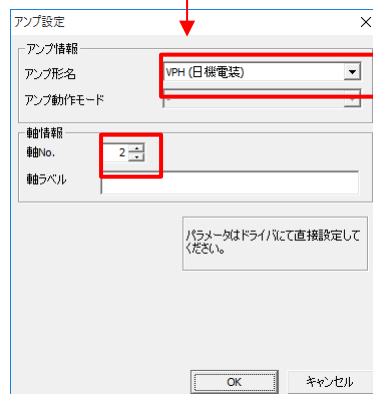 アンプ設定
アンプ情報
アンプ形名
VPH (日機電装)
アンプ動作モード
軸情報
軸No.
2
軸ラベル
パラメータはドライバにて直接設定して
ください。
OK
キャンセル